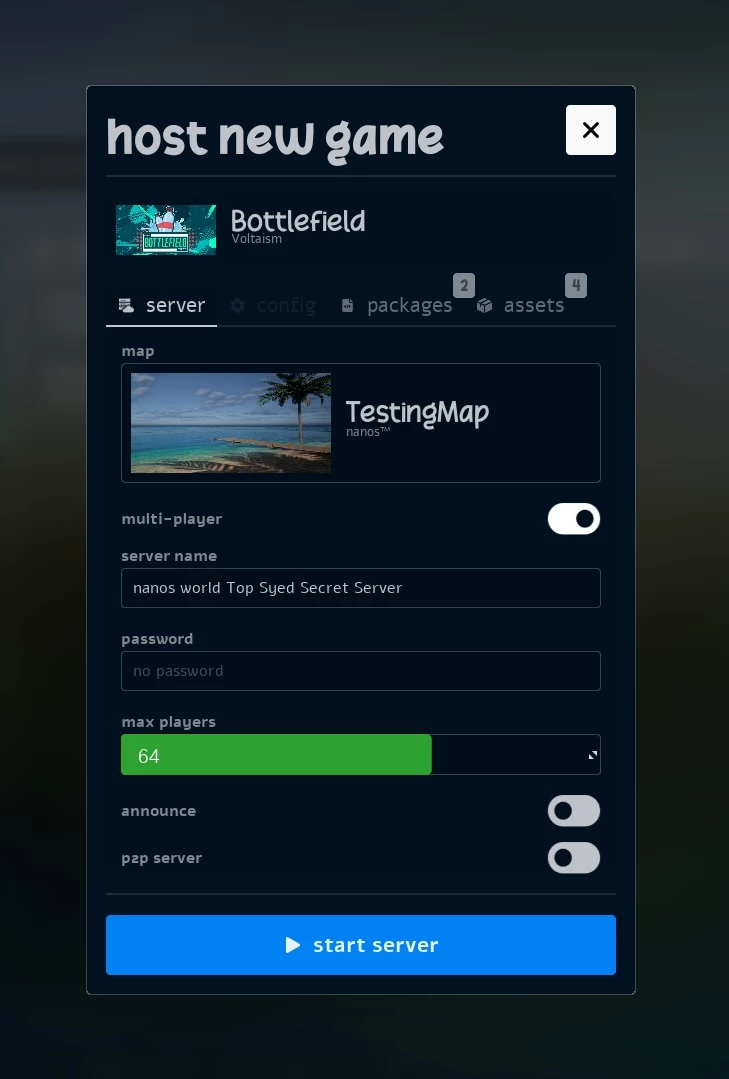 host new game
BOTTLEFIELD
Bottlefield
Voltaism
server
config
packages
2
assets
4
map
TestingMap
nanos™
multi-player
server name
nanos world Top Syed Secret Server
password
no password
max players
64
announce
p2p server
start server